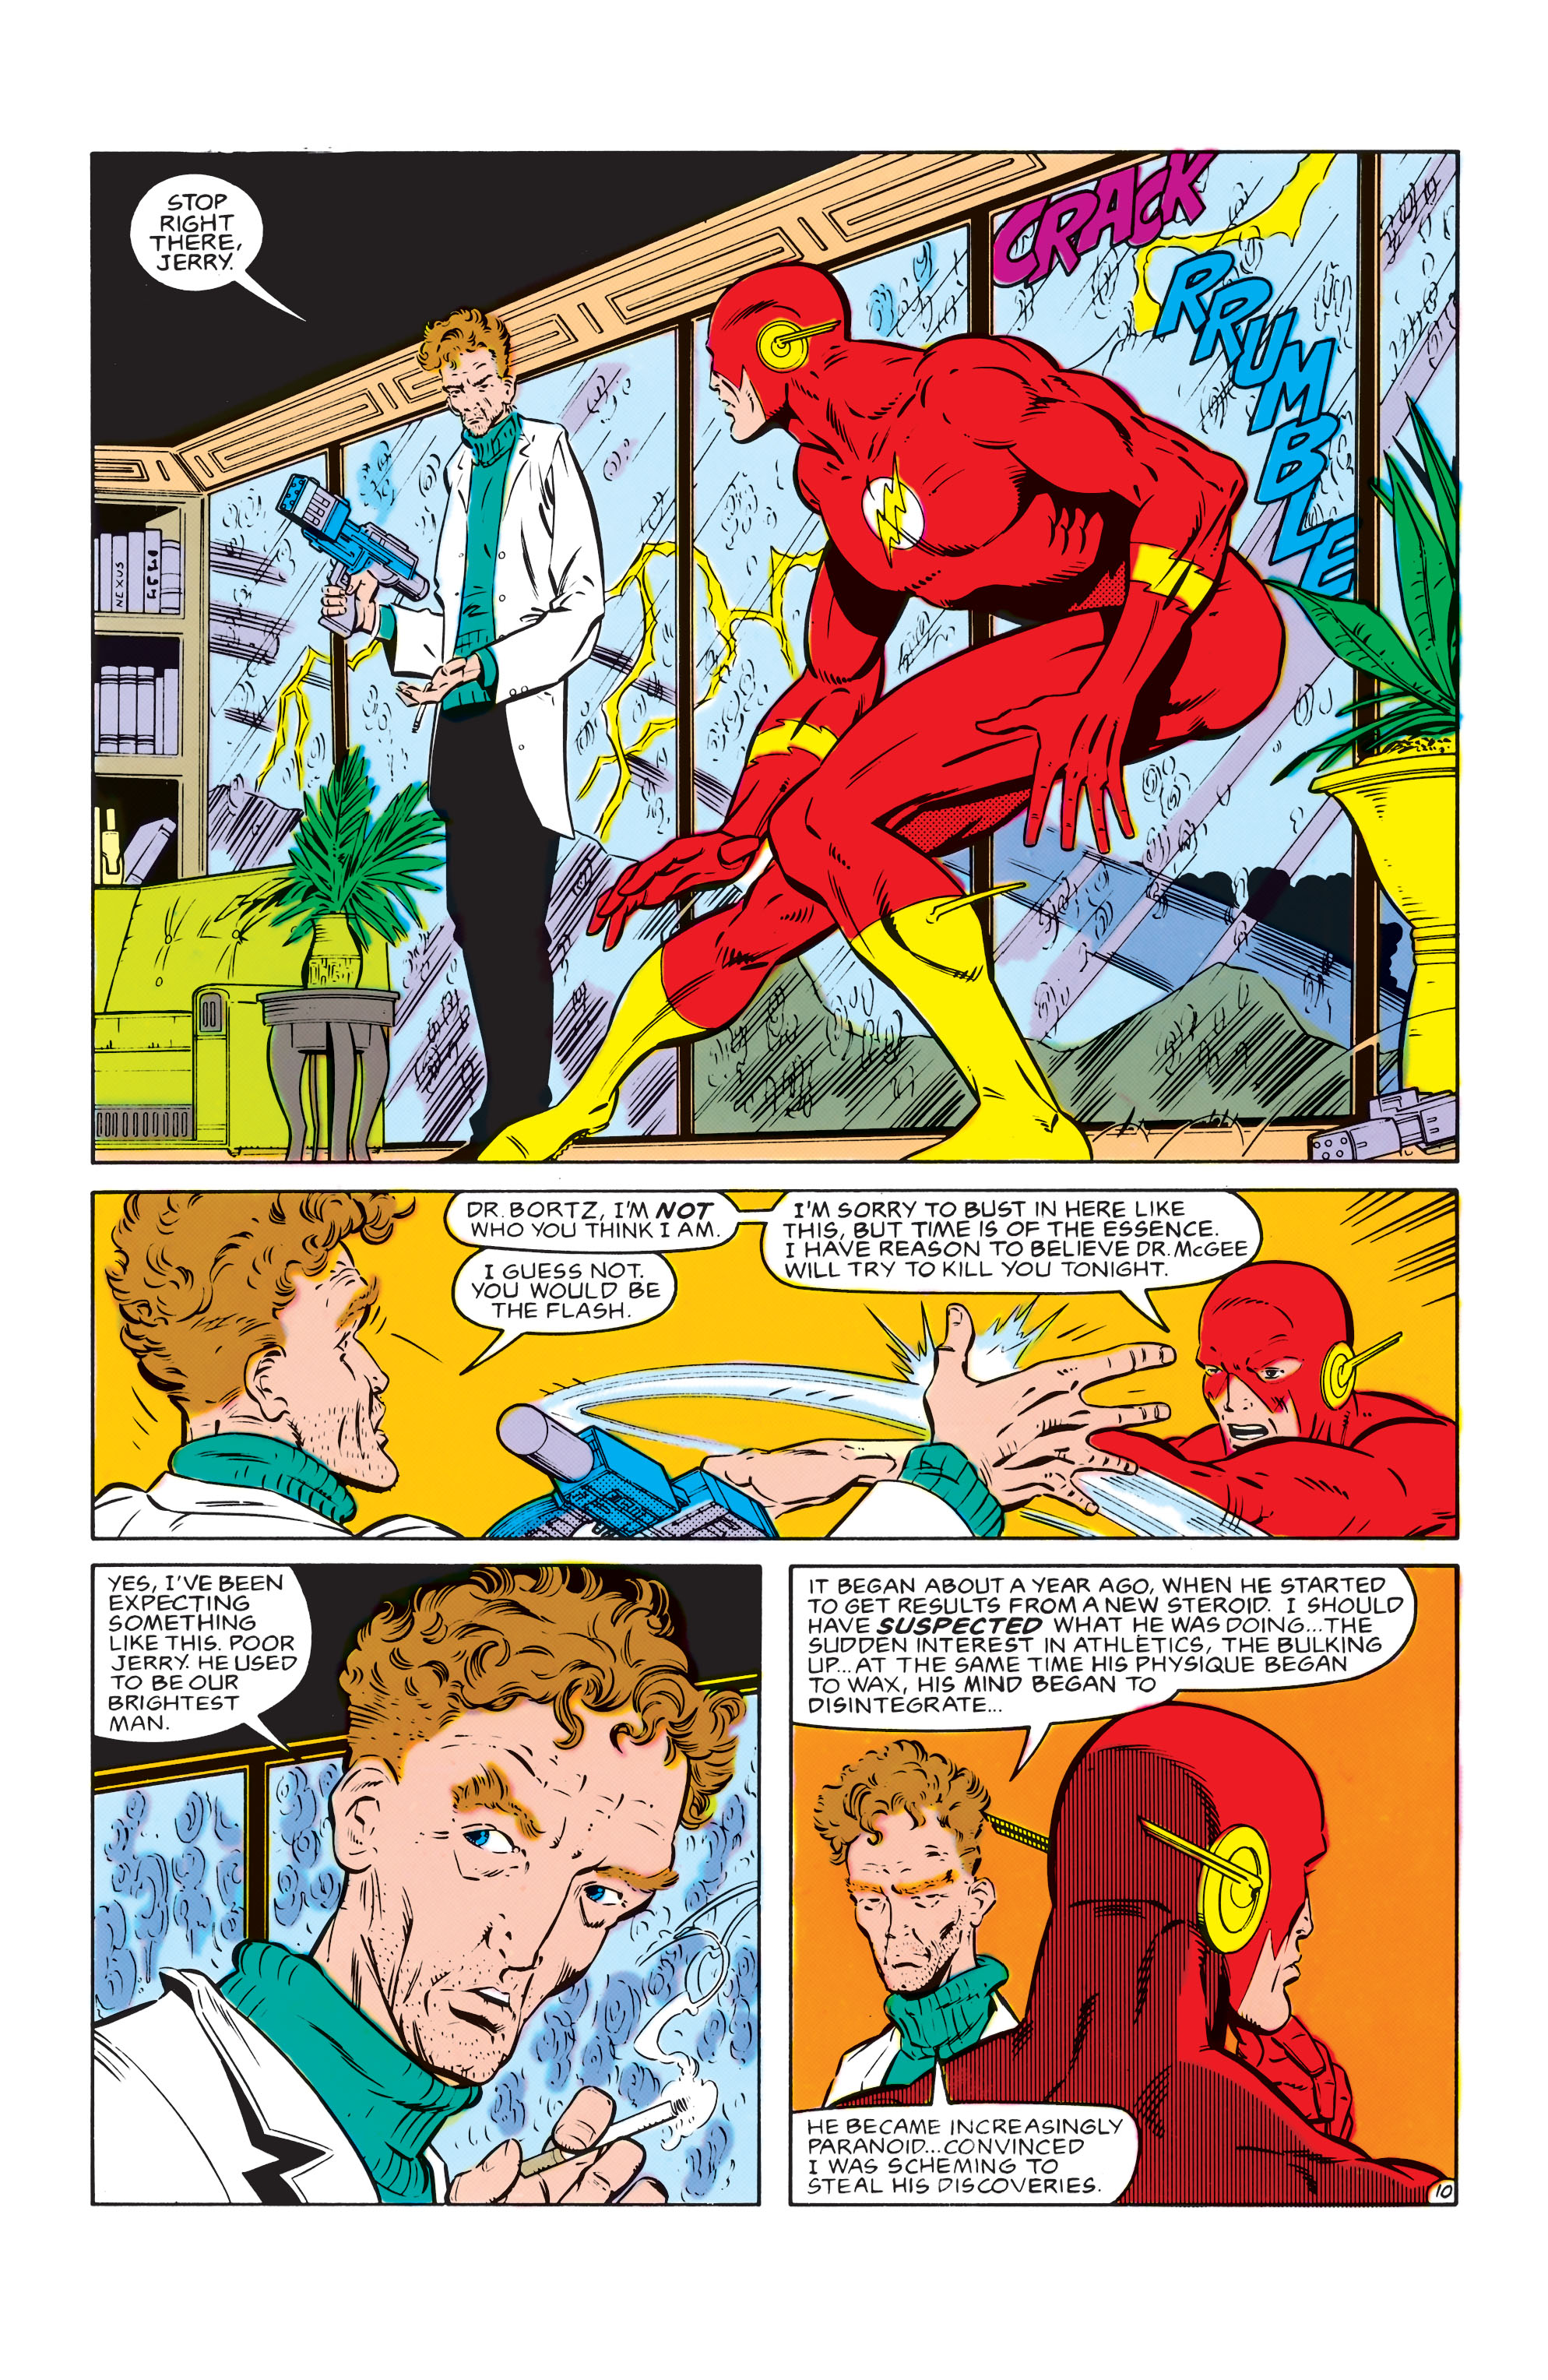 STOP
RIGHT
THERE,
JERRY.
CRACK
RRUMBLE
NEXUS
DR. BORTZ, I'M NOT
WHO YOU THINK I AM.
I'M SORRY TO BUST IN HERE LIKE
THIS, BUT TIME IS OF THE ESSENCE.
I HAVE REASON TO BELIEVE DR. McGEE
WILL TRY TO KILL YOU TONIGHT.
I GUESS NOT.
YOU WOULD BE
THE FLASH.
YES, I'VE BEEN
EXPECTING
SOMETHING
LIKE THIS. POOR
JERRY. HE USED
TO BE OUR
BRIGHTEST
MAN.
IT BEGAN ABOUT A YEAR AGO, WHEN HE STARTED
TO GET RESULTS FROM A NEW STEROID. I SHOULD
HAVE SUSPECTED WHAT HE WAS DOING...THE
SUDDEN INTEREST IN ATHLETICS, THE BULKING
UP...AT THE SAME TIME HIS PHYSIQUE BEGAN
TO WAX, HIS MIND BEGAN TO
DISINTEGRATE...
HE BECAME INCREASINGLY
PARANOID...CONVINCED
I WAS SCHEMING TO
STEAL HIS DISCOVERIES.
10